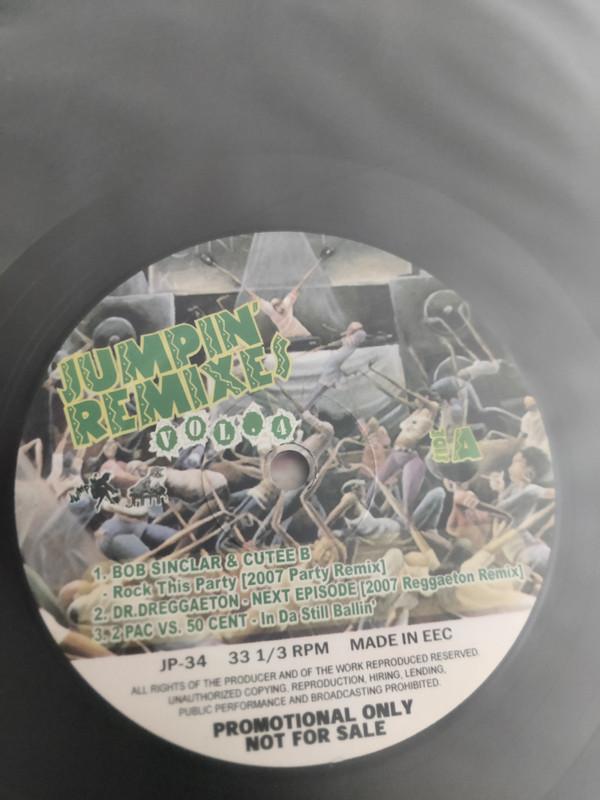 JUMPIN'
REMIXES
VOL. 4
SIDE A
1. BOB SINCLAR & CUTEE B
- Rock This Party [2007 Party Remix]
2. DR.DREGGAETON - NEXT EPISODE [2007 Reggaeton Remix]
3. 2 PAC VS. 50 CENT - In Da Still Ballin'
JP-34 33 1/3 RPM MADE IN EEC
ALL RIGHTS OF THE PRODUCER AND OF THE WORK REPRODUCED RESERVED.
UNAUTHORIZED COPYING, REPRODUCTION, HIRING, LENDING,
PUBLIC PERFORMANCE AND BROADCASTING PROHIBITED.
PROMOTIONAL ONLY
NOT FOR SALE